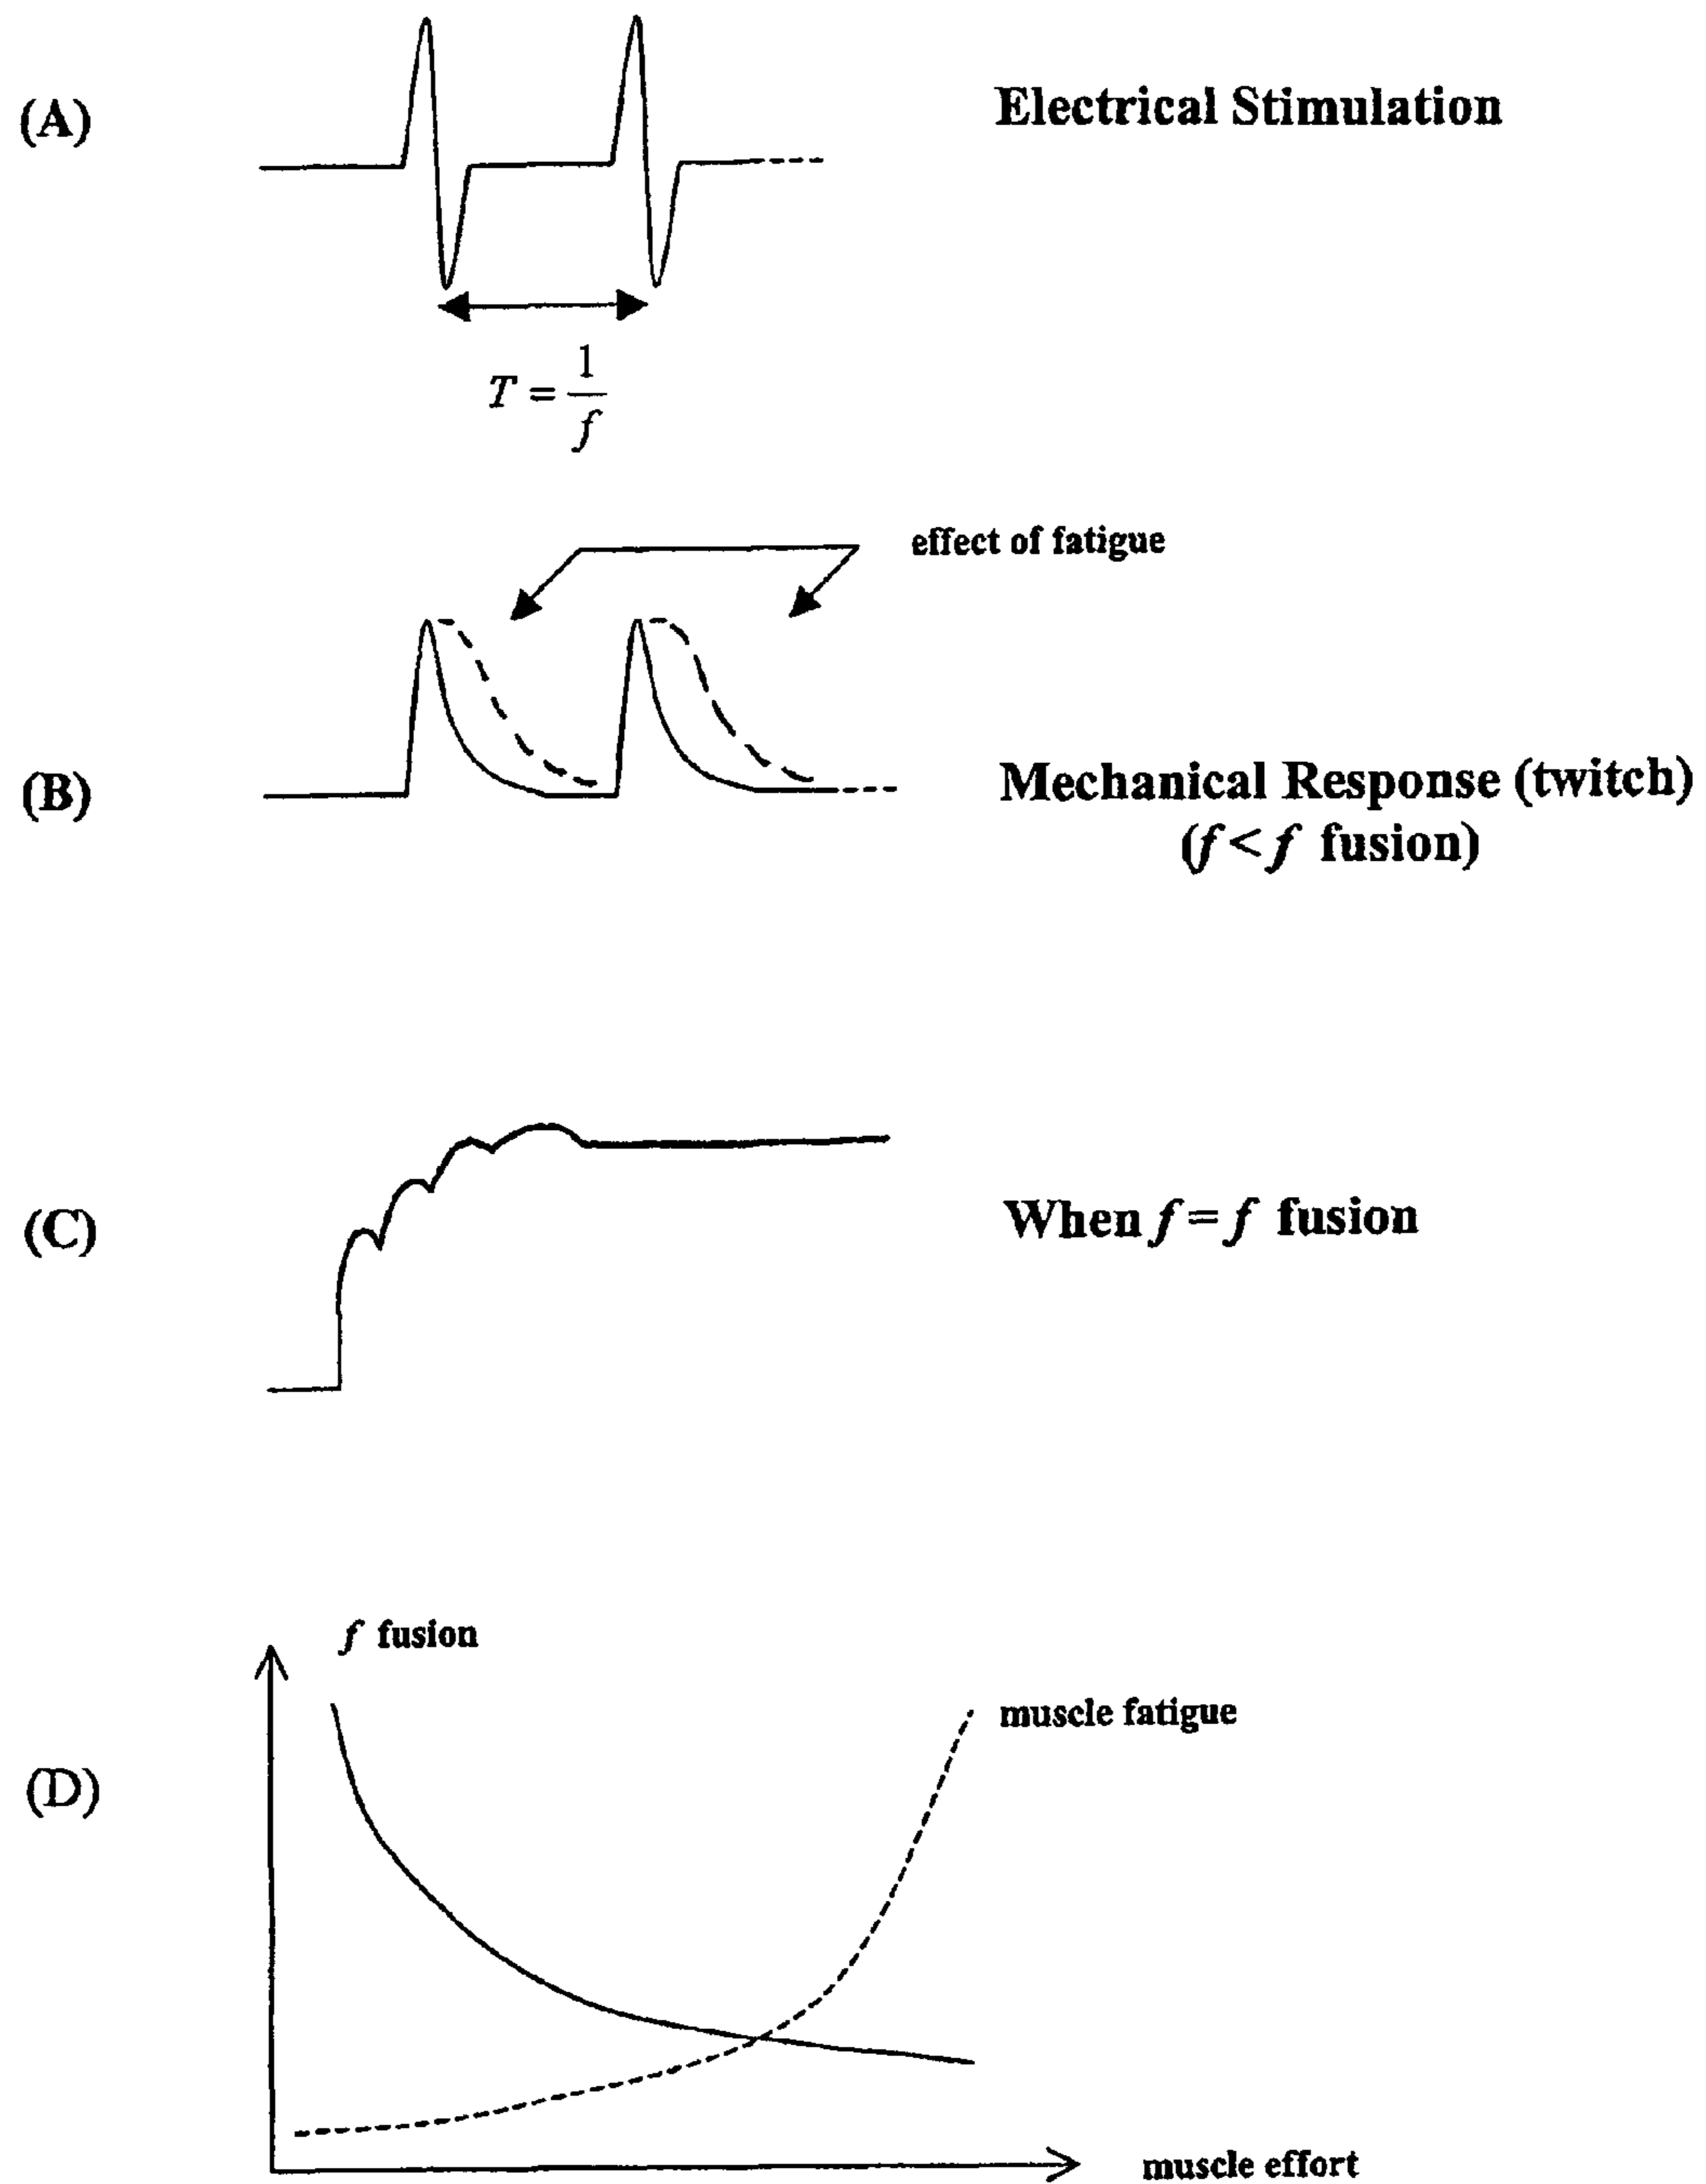 (A)
Electrical Stimulation
T = 1/f
effect of fatigue
(B)
Mechanical Response (twitch)
(f < f fusion)
(C)
When f = f fusion
f fusion
muscle fatigue
(D)
muscle effort